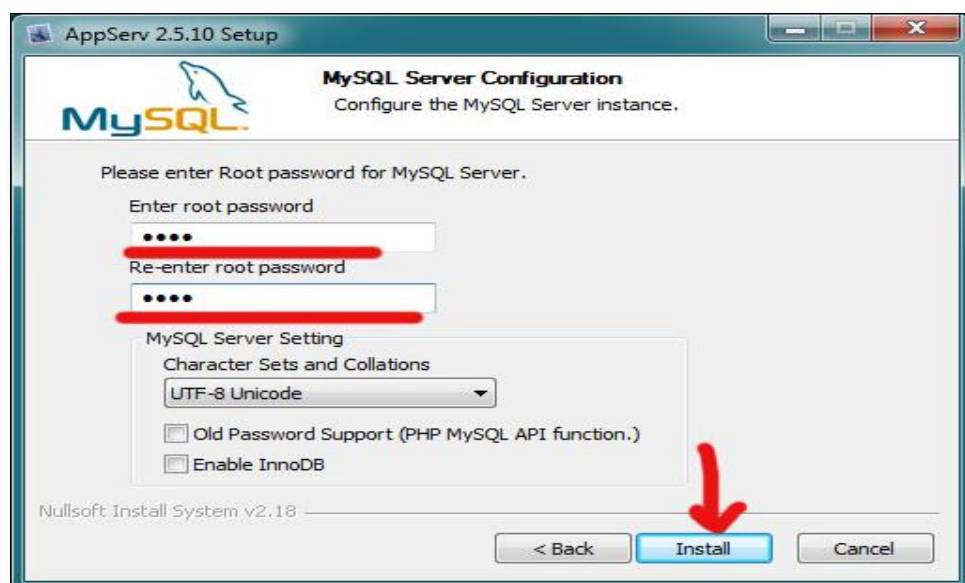 AppServ 2.5.10 Setup
MySQL Server Configuration
Configure the MySQL Server instance.
MySQL
Please enter Root password for MySQL Server.
Enter root password
••••
Re-enter root password
••••
MySQL Server Setting
Character Sets and Collations
UTF-8 Unicode
Old Password Support (PHP MySQL API function.)
Enable InnoDB
Nullsoft Install System v2.18
< Back Install Cancel